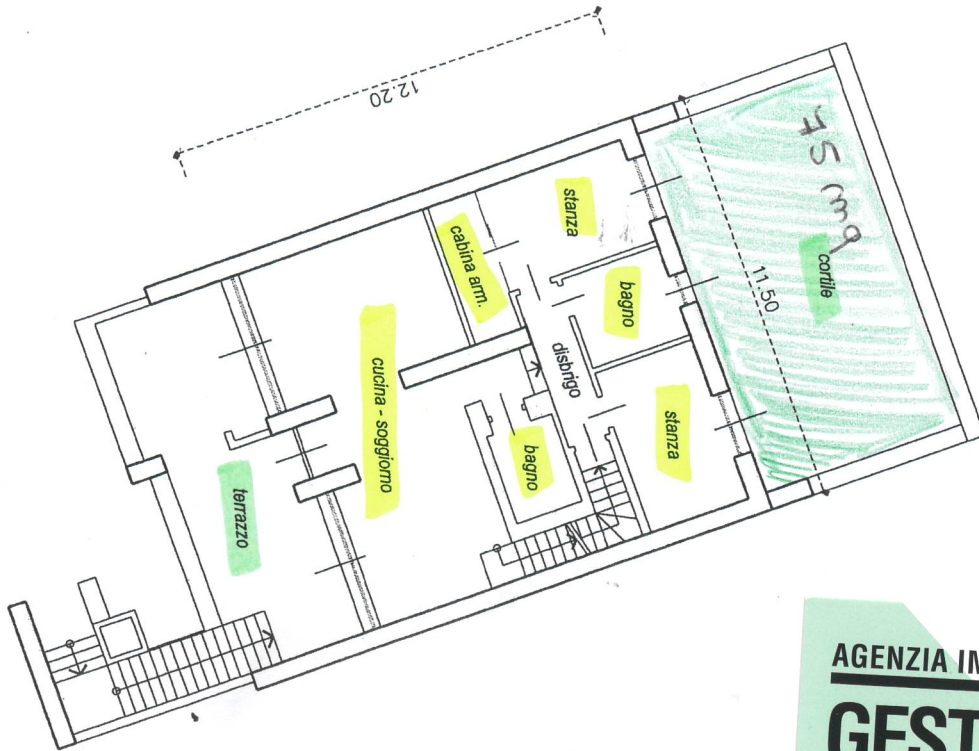 12.20
75 mq
cortile
11.50
stanza
cabina arm.
bagno
disbrigo
cucina - soggiorno
stanza
bagno
terrazzo
AGENZIA IM
GEST